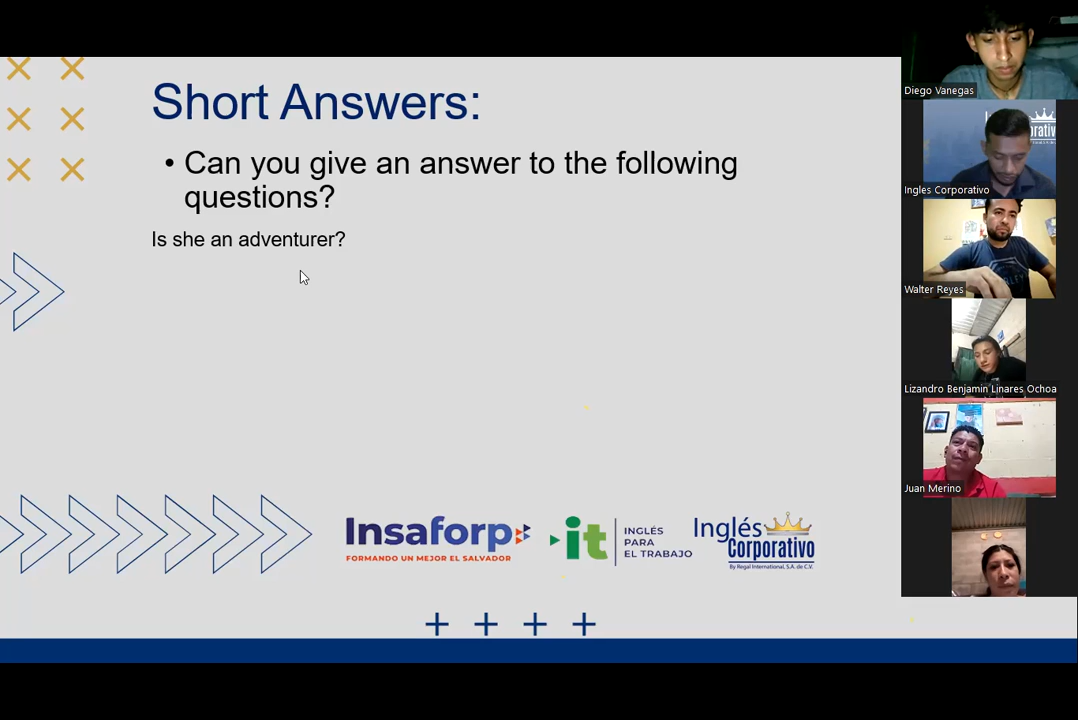 Short Answers:
• Can you give an answer to the following
questions?
Is she an adventurer?
Insaforp
FORMANDO UN MEJOR EL SALVADOR
it
INGLÉS
PARA
EL TRABAJO
Inglés
Corporativo
By Regal International, S.A. de C.V.
Diego Vanegas
Ingles Corporativo
Walter Reyes
Lizandro Benjamin Linares Ochoa
Juan Merino